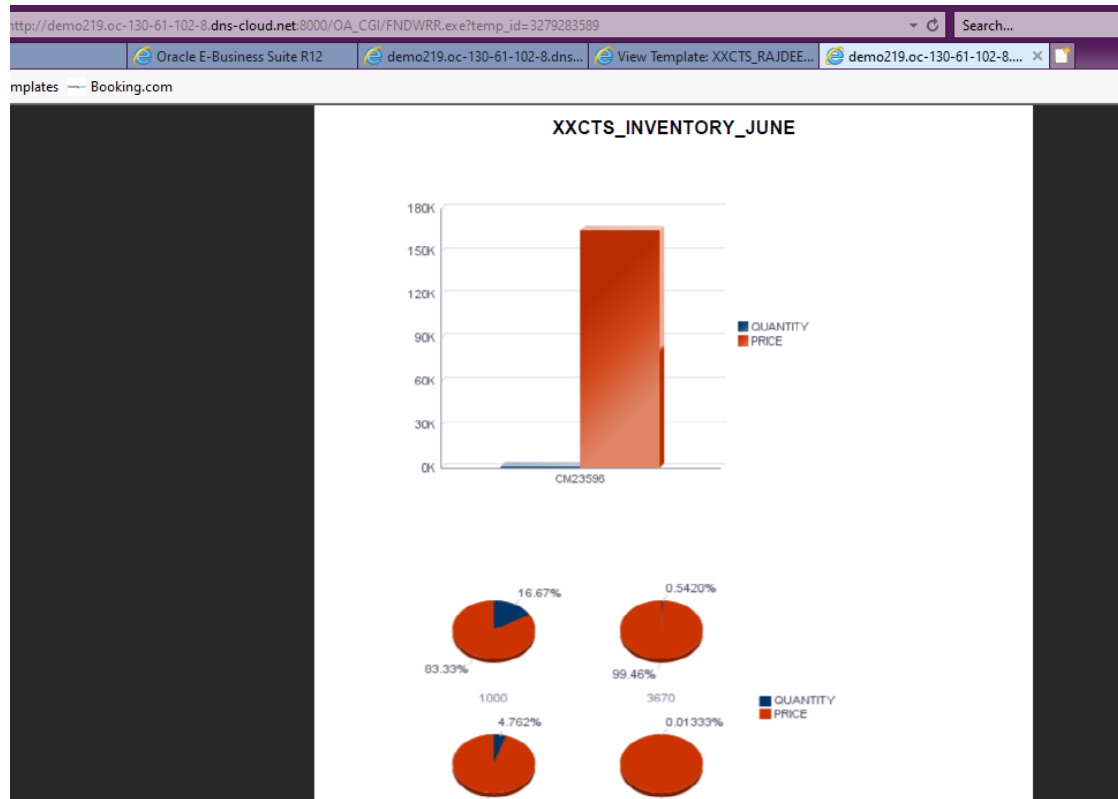 http://demo219.oc-130-61-102-8.dns-cloud.net:8000/OA_CGI/FNDWRR.exe?temp_id=3279283589
Search...
Oracle E-Business Suite R12
demo219.oc-130-61-102-8.dns...
View Template: XXCTS_RAJDEE...
demo219.oc-130-61-102-8....
mplates
Booking.com
XXCTS_INVENTORY_JUNE
180K
150K
120K
90K
60K
30K
0K
QUANTITY
PRICE
CM23596
16.67%
0.5420%
83.33%
99.46%
1000
3670
QUANTITY
PRICE
4.762%
0.01333%